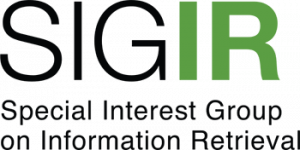 SIGIR
Special Interest Group
on Information Retrieval